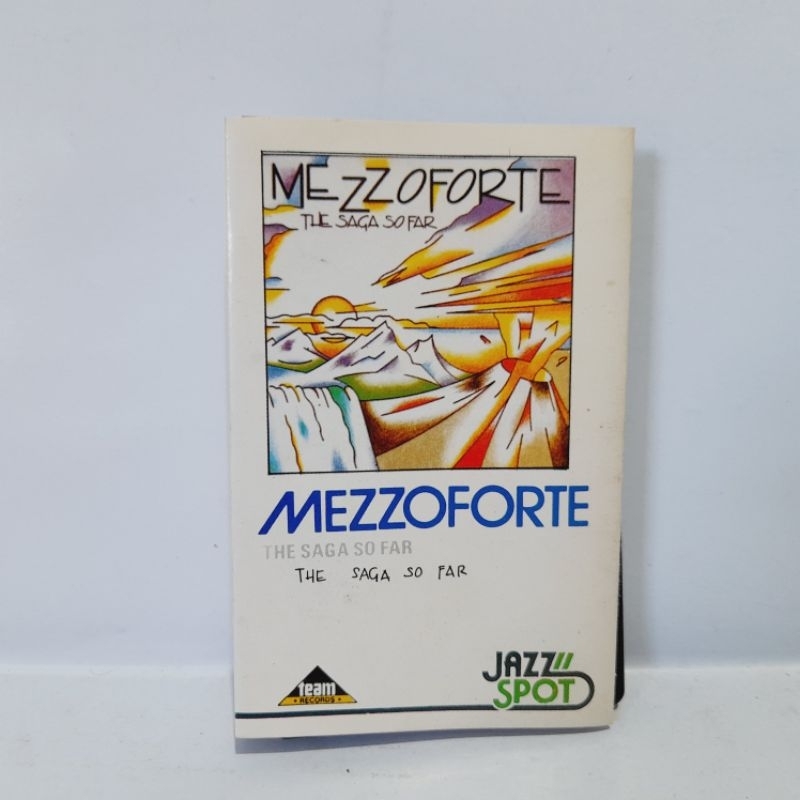 MEZZOFORTE
THE SAGA SO FAR
MEZZOFORTE
THE SAGA SO FAR
THE SAGA SO FAR
team
RECORDS
JAZZ
SPOT